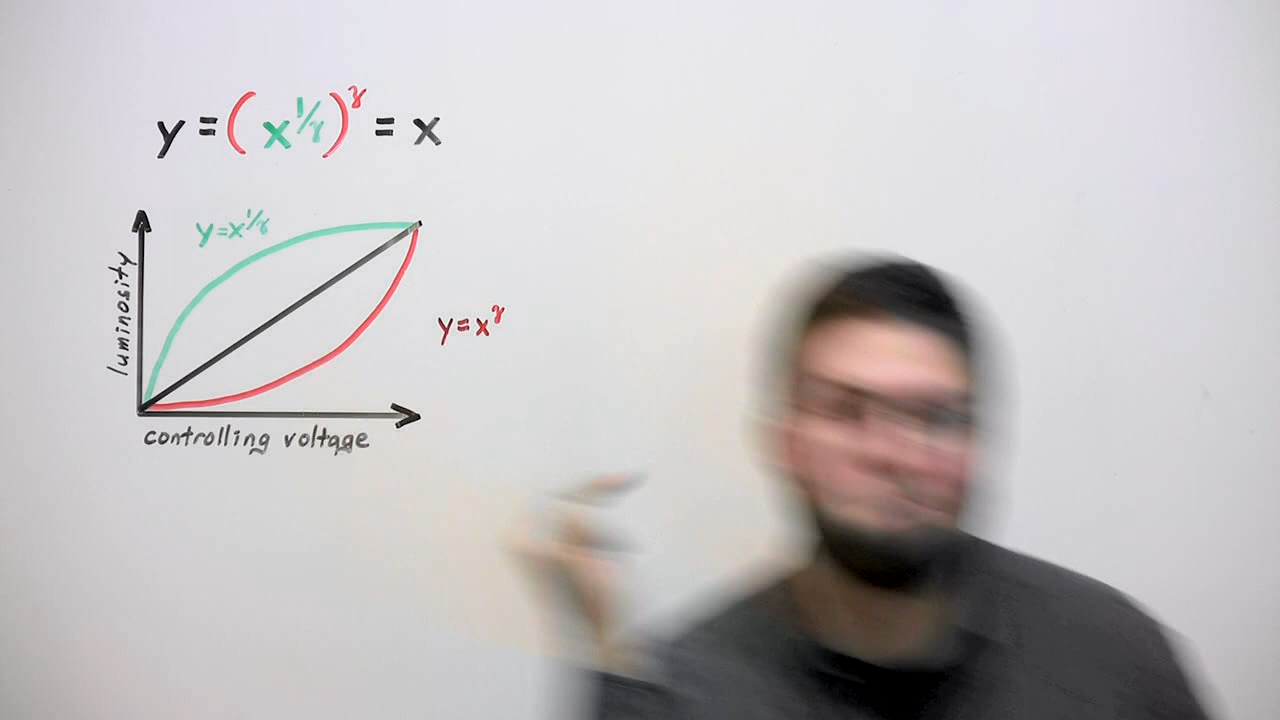 y = (x^1/γ)^γ = x
y=x^1/γ
luminosity
y=x^γ
controlling voltage